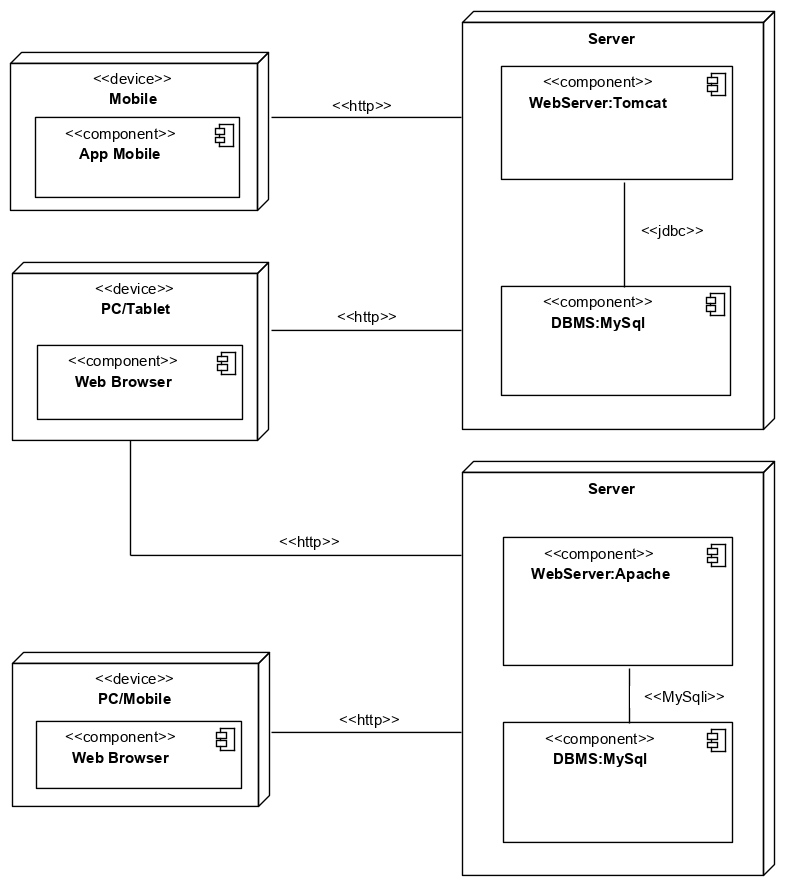 <<device>>
Mobile
<<component>>
App Mobile
<<http>>
Server
<<component>>
WebServer:Tomcat
<<jdbc>>
<<component>>
DBMS:MySql
<<device>>
PC/Tablet
<<component>>
Web Browser
<<http>>
<<http>>
Server
<<component>>
WebServer:Apache
<<MySqli>>
<<component>>
DBMS:MySql
<<device>>
PC/Mobile
<<component>>
Web Browser
<<http>>